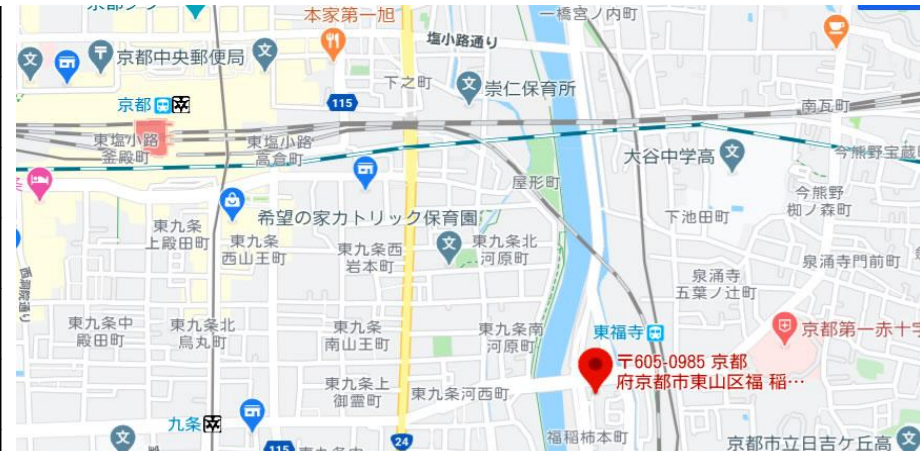 本家第一旭
一橋宮ノ内町
塩小路通り
京都中央郵便局
下之町
崇仁保育所
京都
115
南瓦町
東塩小路
釜殿町
東塩小路
高倉町
大谷中学高
屋形町
今熊野
椥ノ森町
下池田町
希望の家カトリック保育園
東九条
上殿田町
東九条
西山王町
東九条西
岩本町
東九条北
河原町
泉涌寺
五葉ノ辻町
泉涌寺門前町
西洞院通り
東九条中
殿田町
東九条北
烏丸町
東九条
南山王町
東九条南
河原町
東福寺
京都第一赤十字
〒605-0985 京都
府京都市東山区福 稲…
東九条上
御霊町
東九条河西町
九条
24
115
福稲柿本町
京都市立日吉ケ丘高